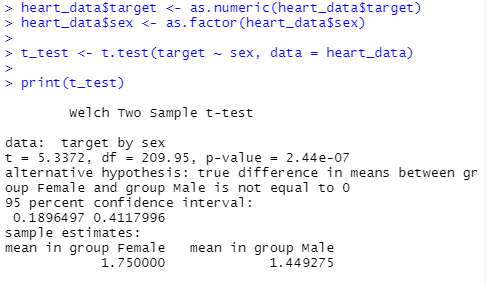 > heart_data$target <- as.numeric(heart_data$target)
> heart_data$sex <- as.factor(heart_data$sex)
>
> t_test <- t.test(target ~ sex, data = heart_data)
>
> print(t_test)
Welch Two Sample t-test
data:  target by sex
t = 5.3372, df = 209.95, p-value = 2.44e-07
alternative hypothesis: true difference in means between gr
oup Female and group Male is not equal to 0
95 percent confidence interval:
 0.1896497 0.4117996
sample estimates:
mean in group Female   mean in group Male
            1.750000             1.449275